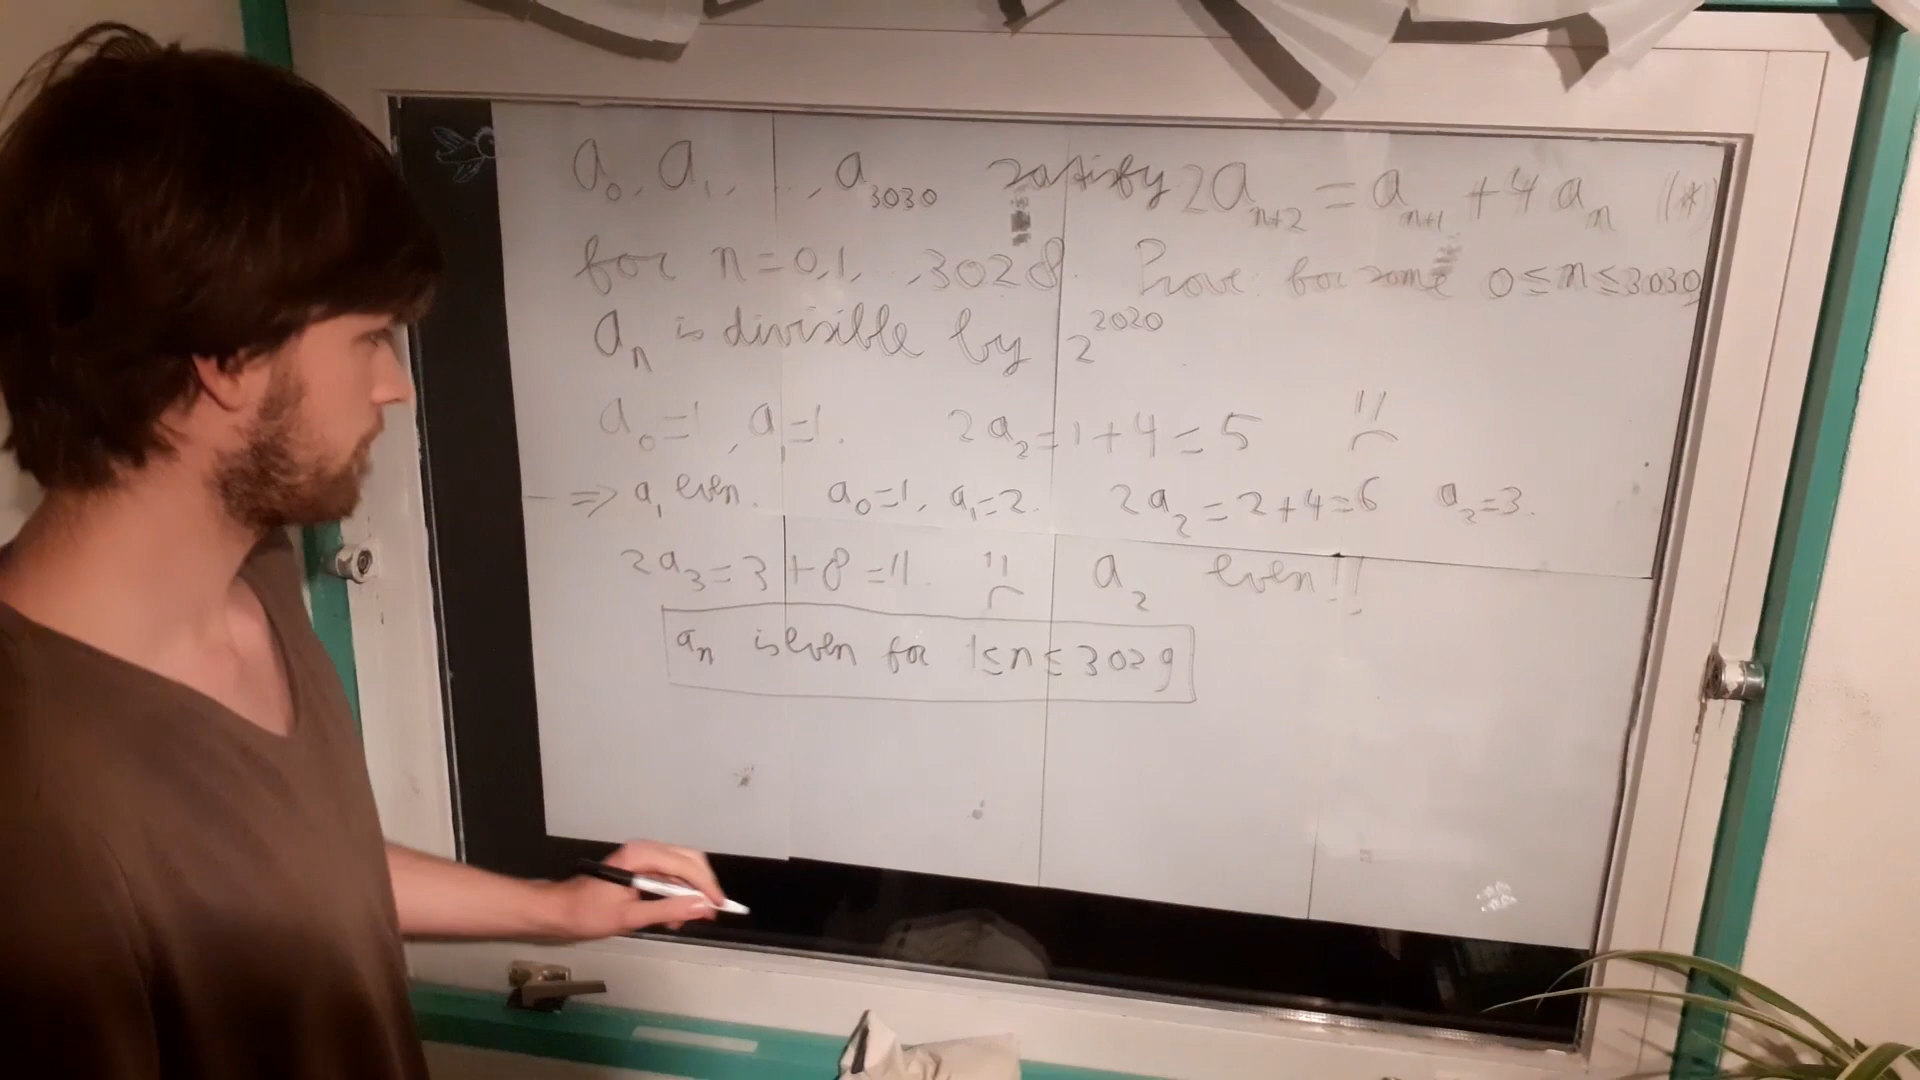 a₀, a₁, ..., a₃₀₃₀ satisfy 2aₙ₊₂ = aₙ₊₁ + 4aₙ (*)
for n = 0,1, ..,3028. Prove: for some 0 ≤ n ≤ 3030
aₙ is divisible by 2²⁰²⁰
a₀=1, a₁=1. 2a₂=1+4=5
⇒ a₁ even. a₀=1, a₁=2. 2a₂=2+4=6 a₂=3.
2a₃=3+8=11. a₂ even!!
aₙ is even for 1≤n≤3029